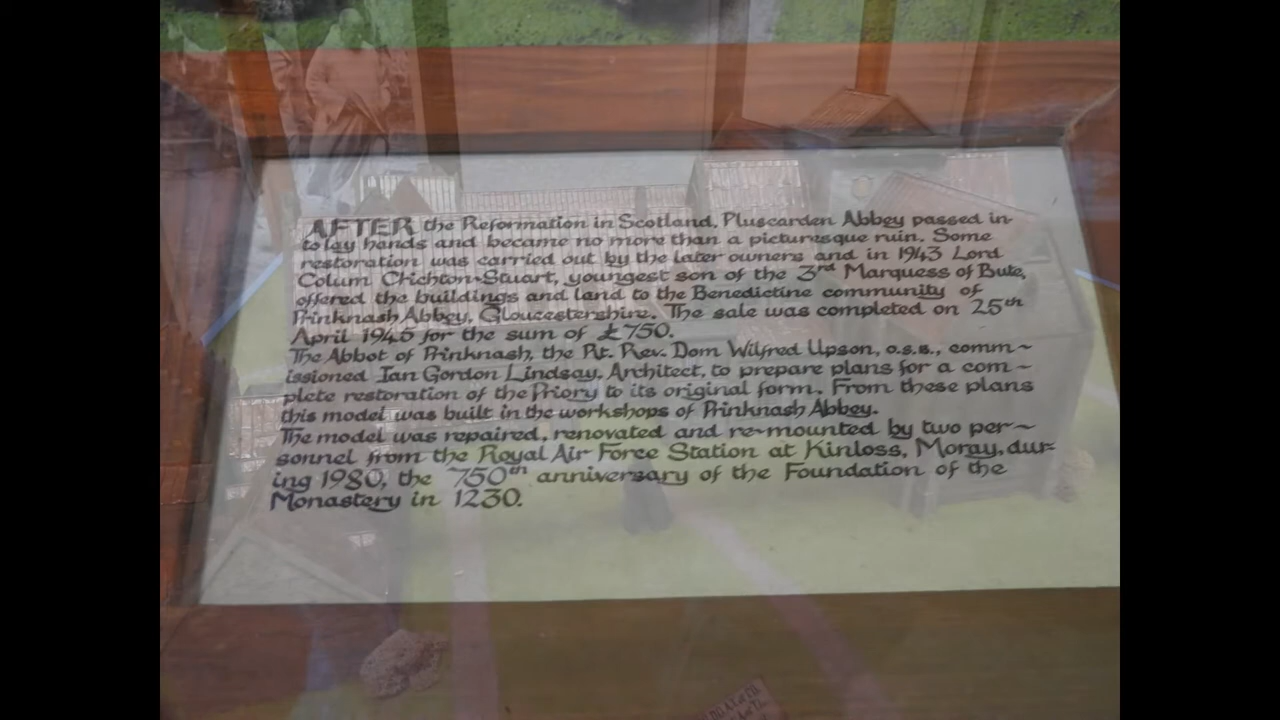 AFTER the Reformation in Scotland, Pluscarden Abbey passed in-
to lay hands and became no more than a picturesque ruin. Some
restoration was carried out by the later owners and in 1943 Lord
Colum Crichton-Stuart, youngest son of the 3rd Marquess of Bute,
offered the buildings and land to the Benedictine community of
Prinknash Abbey, Gloucestershire. The sale was completed on 25th
April 1945 for the sum of £750.
The Abbot of Prinknash, the Rt. Rev. Dom Wilfred Upson, o.s.b., comm~
issioned Ian Gordon Lindsay, Architect, to prepare plans for a com~
plete restoration of the Priory to its original form. From these plans
this model was built in the workshops of Prinknash Abbey.
The model was repaired, renovated and re-mounted by two per~
sonnel from the Royal Air Force Station at Kinloss, Moray, dur-
ing 1980, the 750th anniversary of the Foundation of the
Monastery in 1230.